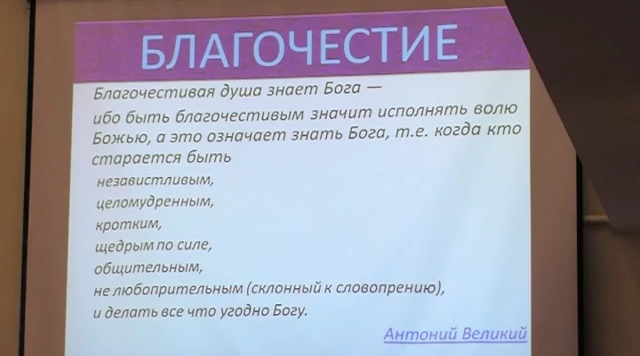 БЛАГОЧЕСТИЕ
Благочестивая душа знает Бога —
ибо быть благочестивым значит исполнять волю
Божью, а это означает знать Бога, т.е. когда кто
старается быть
независтливым,
целомудренным,
кротким,
щедрым по силе,
общительным,
не любопрительным (склонный к словопрению),
и делать все что угодно Богу.
Антоний Великий